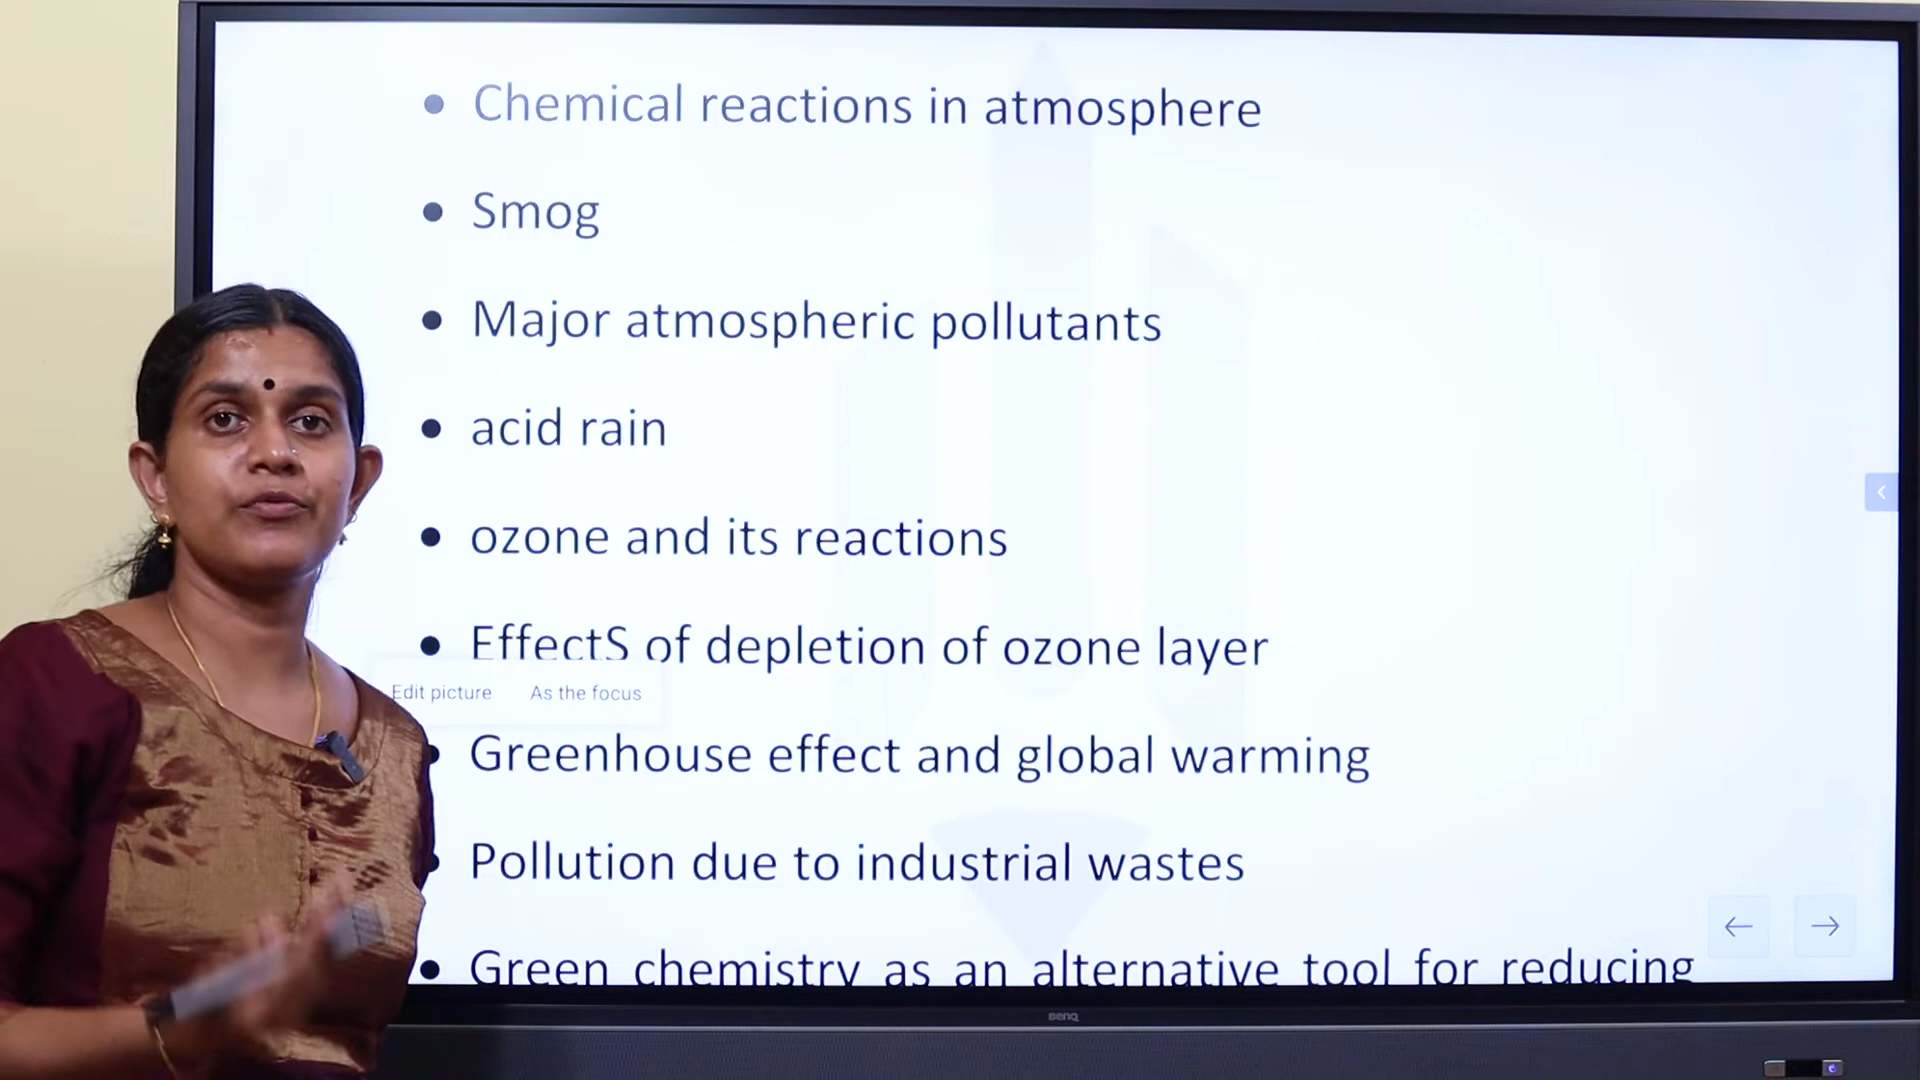 Chemical reactions in atmosphere
Smog
Major atmospheric pollutants
acid rain
ozone and its reactions
EffectS of depletion of ozone layer
Edit picture As the focus
Greenhouse effect and global warming
Pollution due to industrial wastes
Green chemistry as an alternative tool for reducing
BenQ